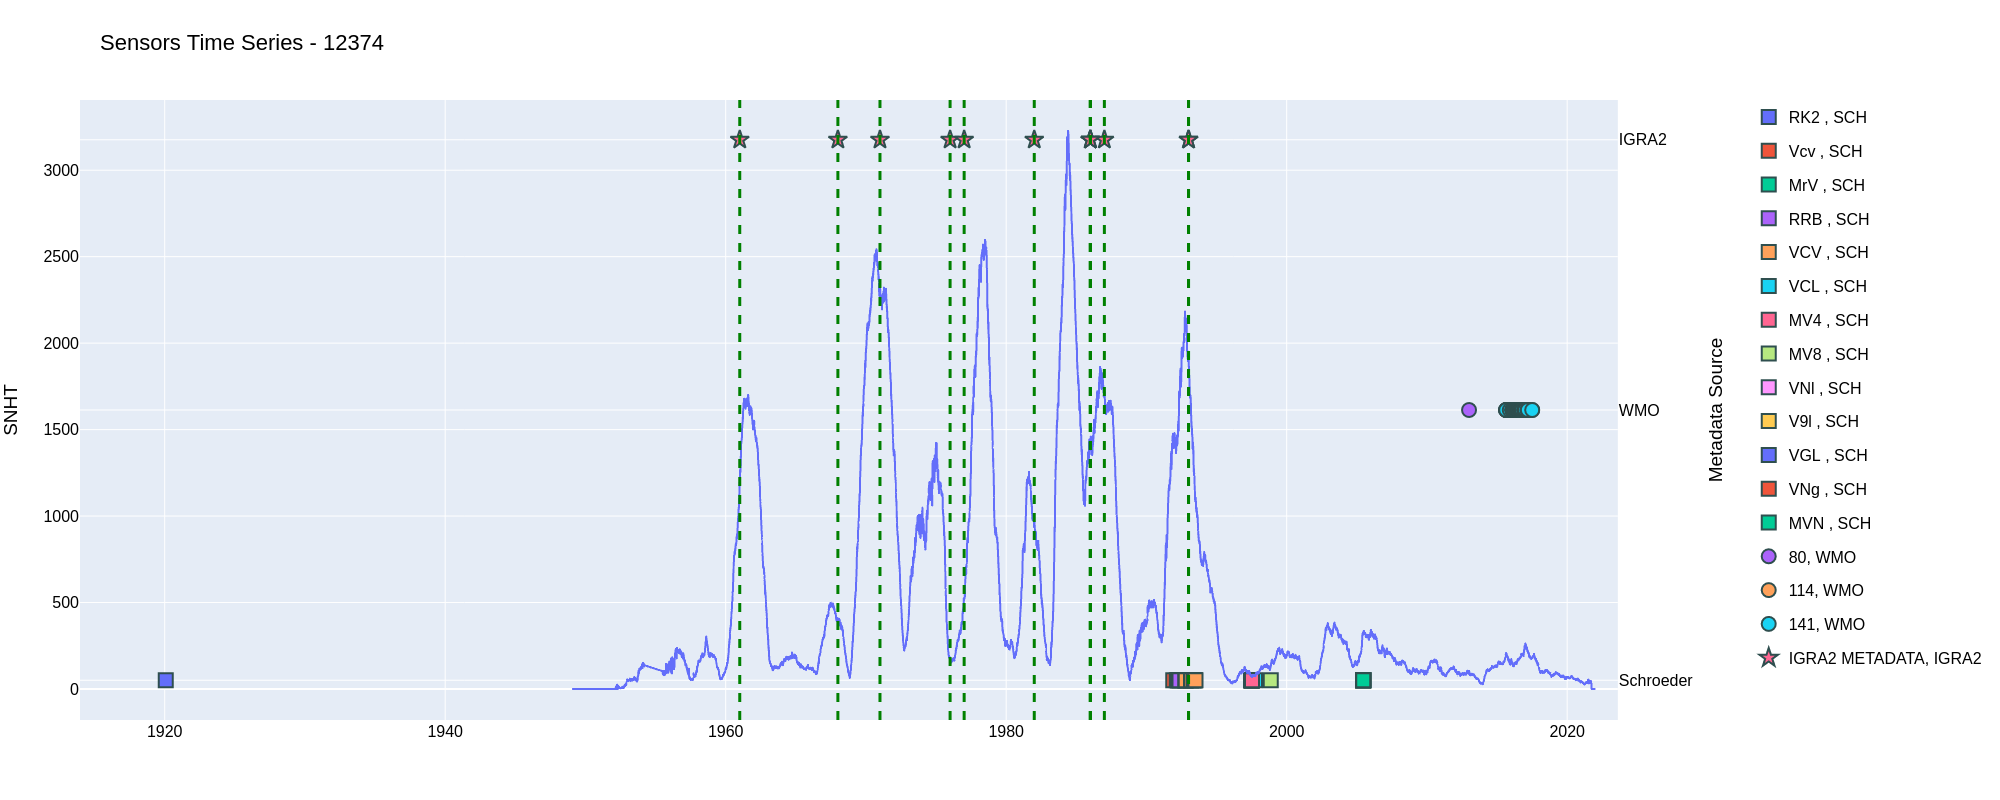 Sensors Time Series - 12374
SNHT
3000
2500
2000
1500
1000
500
0
1920
1940
1960
1980
2000
2020
IGRA2
WMO
Schroeder
Metadata Source
RK2 , SCH
Vcv , SCH
MrV , SCH
RRB , SCH
VCV , SCH
VCL , SCH
MV4 , SCH
MV8 , SCH
VNI , SCH
V9I , SCH
VGL , SCH
VNg , SCH
MVN , SCH
80, WMO
114, WMO
141, WMO
IGRA2 METADATA, IGRA2